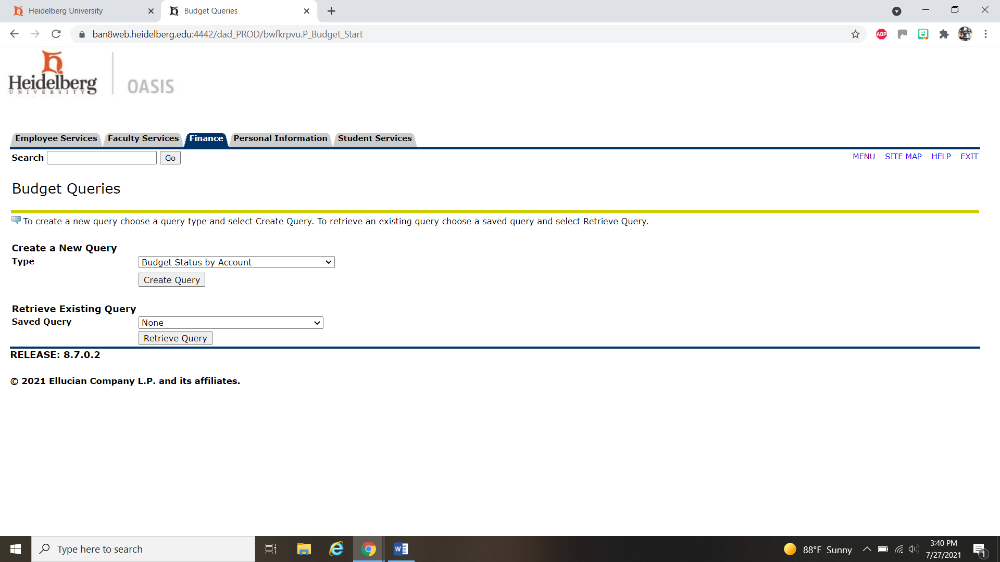 Heidelberg University
Budget Queries
ban8web.heidelberg.edu:4442/dad_PROD/bwfkrpvu.P_Budget_Start
ABP
Heidelberg
UNIVERSITY
OASIS
Employee Services Faculty Services Finance Personal Information Student Services
Search Go MENU SITE MAP HELP EXIT
Budget Queries
To create a new query choose a query type and select Create Query. To retrieve an existing query choose a saved query and select Retrieve Query.
Create a New Query
Type Budget Status by Account
Create Query
Retrieve Existing Query
Saved Query None
Retrieve Query
RELEASE: 8.7.0.2
© 2021 Ellucian Company L.P. and its affiliates.
Type here to search
88°F Sunny
3:40 PM
7/27/2021
1